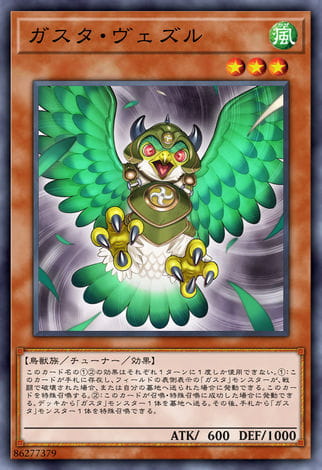 ガスタ・ヴェズル
風
【鳥獣族／チューナー／効果】
このカード名の①②の効果はそれぞれ１ターンに１度しか使用できない。①：こ
のカードが手札に存在し、フィールドの表側表示の「ガスタ」モンスターが、戦
闘で破壊された場合、または自分の墓地へ送られた場合に発動できる。このカード
を特殊召喚する。②：このカードが召喚・特殊召喚に成功した場合に発動でき
る。デッキから「ガスタ」モンスター１体を墓地へ送る。その後、手札から「ガス
タ」モンスター１体を特殊召喚できる。
ATK/ 600 DEF/1000
86277379